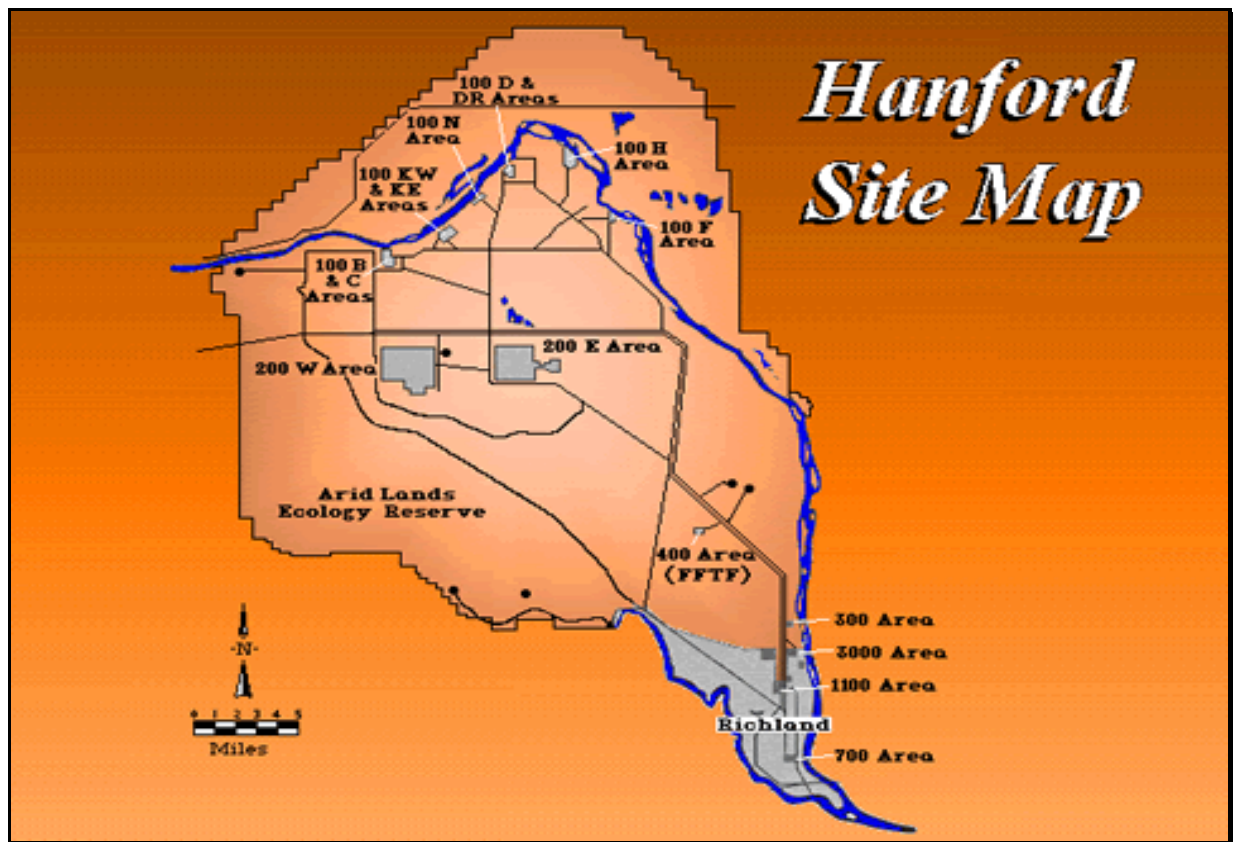 Hanford
Site Map
100 D &
DR Areas
100 N
Area
100 H
Area
100 KW
& KE
Areas
100 F
Area
100 B
& C
Areas
200 E Area
200 W Area
Arid Lands
Ecology Reserve
400 Area
(FFTF)
300 Area
3000 Area
1100 Area
Richland
700 Area
-N-
0 1 2 3 4 5
Miles